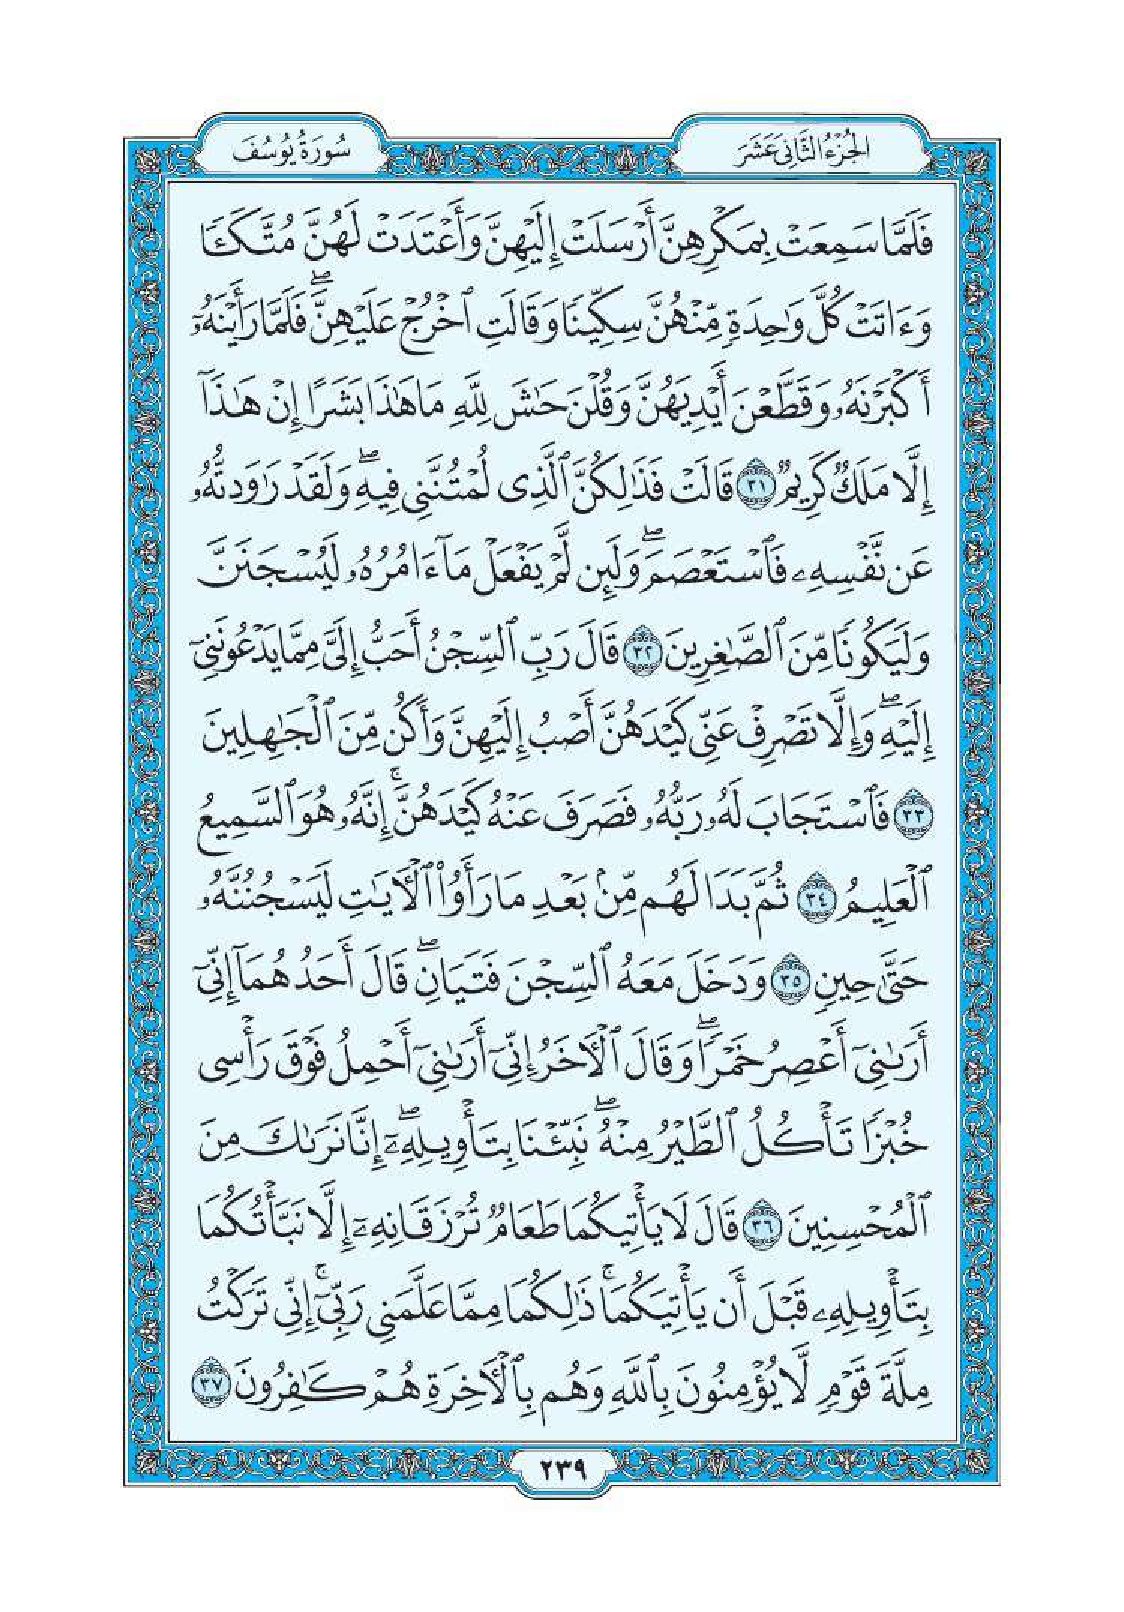 الجُزْءُ الثَّانِي عَشَرَ
سُورَةُ يُوسُفَ
فَلَمَّا سَمِعَتْ بِمَكْرِهِنَّ أَرْسَلَتْ إِلَيْهِنَّ وَأَعْتَدَتْ لَهُنَّ مُتَّكَـًٔا
وَءَاتَتْ كُلَّ وَٰحِدَةٍ مِّنْهُنَّ سِكِّينًا وَقَالَتِ ٱخْرُجْ عَلَيْهِنَّۖ فَلَمَّا رَأَيْنَهُۥٓ
أَكْبَرْنَهُۥ وَقَطَّعْنَ أَيْدِيَهُنَّ وَقُلْنَ حَٰشَ لِلَّهِ مَا هَٰذَا بَشَرًا إِنْ هَٰذَآ
إِلَّا مَلَكٌ كَرِيمٌ ٣١ قَالَتْ فَذَٰلِكُنَّ ٱلَّذِى لُمْتُنَّنِى فِيهِۖ وَلَقَدْ رَٰوَدتُّهُۥ
عَن نَّفْسِهِۦ فَٱسْتَعْصَمَۖ وَلَئِن لَّمْ يَفْعَلْ مَآ ءَامُرُهُۥ لَيُسْجَنَنَّ
وَلَيَكُونًا مِّنَ ٱلصَّٰغِرِينَ ٣٢ قَالَ رَبِّ ٱلسِّجْنُ أَحَبُّ إِلَىَّ مِمَّا يَدْعُونَنِىٓ
إِلَيْهِۖ وَإِلَّا تَصْرِفْ عَنِّى كَيْدَهُنَّ أَصْبُ إِلَيْهِنَّ وَأَكُن مِّنَ ٱلْجَٰهِلِينَ
٣٣ فَٱسْتَجَابَ لَهُۥ رَبُّهُۥ فَصَرَفَ عَنْهُ كَيْدَهُنَّۚ إِنَّهُۥ هُوَ ٱلسَّمِيعُ
ٱلْعَلِيمُ ٣٤ ثُمَّ بَدَا لَهُم مِّنۢ بَعْدِ مَا رَأَوُا۟ ٱلْـَٔايَٰتِ لَيَسْجُنُنَّهُۥ
حَتَّىٰ حِينٍ ٣٥ وَدَخَلَ مَعَهُ ٱلسِّجْنَ فَتَيَانِۖ قَالَ أَحَدُهُمَآ إِنِّىٓ
أَرَىٰنِىٓ أَعْصِرُ خَمْرًاۖ وَقَالَ ٱلْـَٔاخَرُ إِنِّىٓ أَرَىٰنِىٓ أَحْمِلُ فَوْقَ رَأْسِى
خُبْزًا تَأْكُلُ ٱلطَّيْرُ مِنْهُۖ نَبِّئْنَا بِتَأْوِيلِهِۦٓۖ إِنَّا نَرَىٰكَ مِنَ
ٱلْمُحْسِنِينَ ٣٦ قَالَ لَا يَأْتِيكُمَا طَعَامٌ تُرْزَقَانِهِۦٓ إِلَّا نَبَّأْتُكُمَا
بِتَأْوِيلِهِۦ قَبْلَ أَن يَأْتِيَكُمَاۚ ذَٰلِكُمَا مِمَّا عَلَّمَنِى رَبِّىٓۚ إِنِّى تَرَكْتُ
مِلَّةَ قَوْمٍ لَّا يُؤْمِنُونَ بِٱللَّهِ وَهُم بِٱلْـَٔاخِرَةِ هُمْ كَٰفِرُونَ ٣٧
٢٣٩